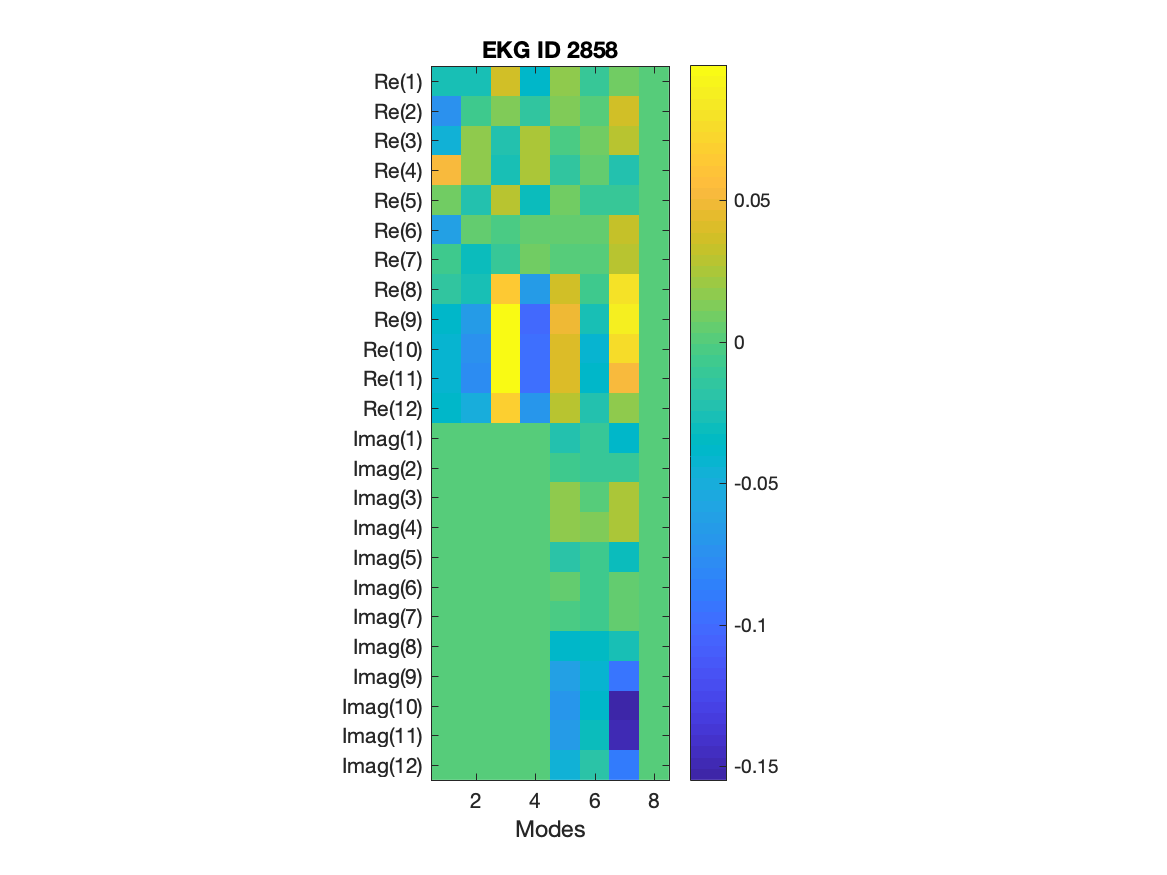 EKG ID 2858
Re(1)
Re(2)
Re(3)
Re(4)
Re(5)
Re(6)
Re(7)
Re(8)
Re(9)
Re(10)
Re(11)
Re(12)
Imag(1)
Imag(2)
Imag(3)
Imag(4)
Imag(5)
Imag(6)
Imag(7)
Imag(8)
Imag(9)
Imag(10)
Imag(11)
Imag(12)
2 4 6 8
Modes
0.05
0
-0.05
-0.1
-0.15